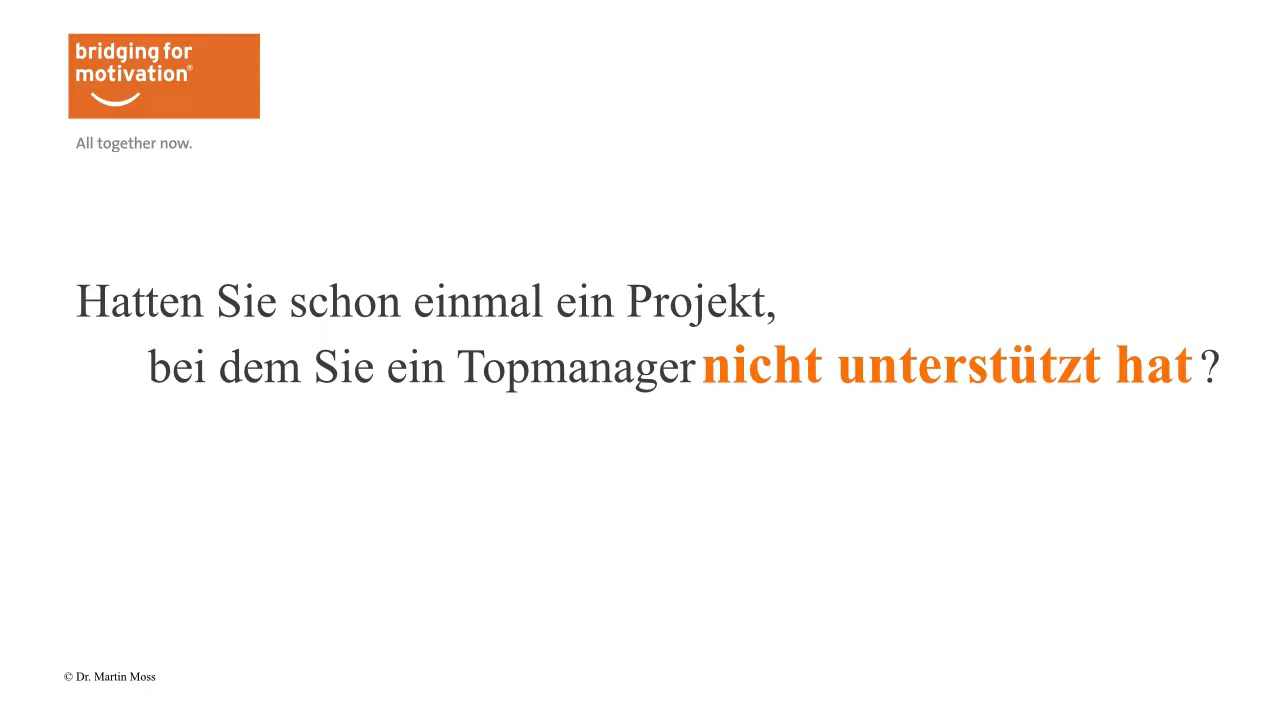 bridging for
motivation®
All together now.
Hatten Sie schon einmal ein Projekt,
bei dem Sie ein Topmanager nicht unterstützt hat ?
© Dr. Martin Moss